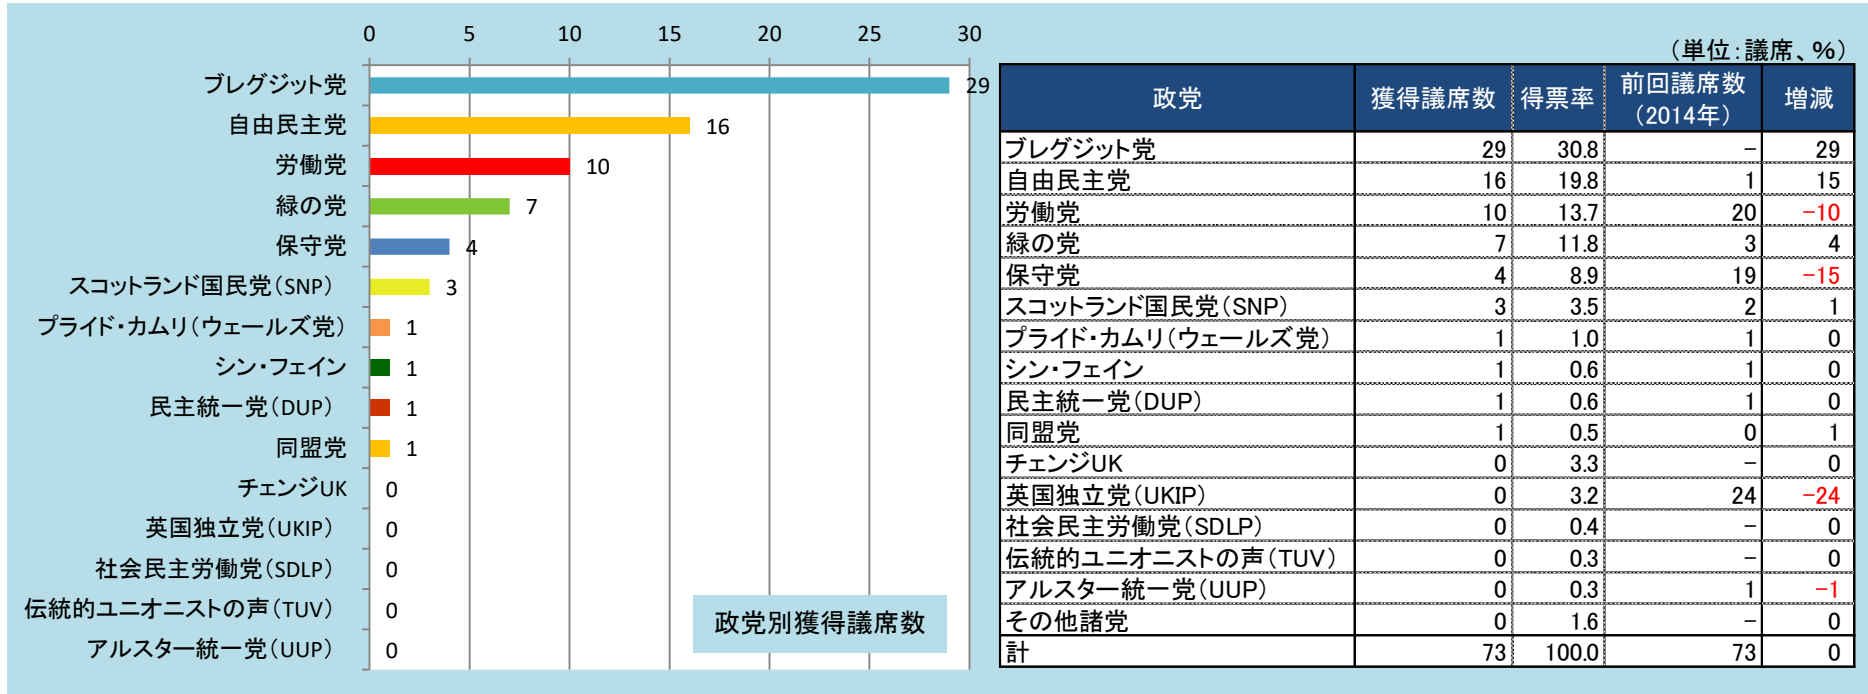 0 5 10 15 20 25 30
ブレグジット党 29
自由民主党 16
労働党 10
緑の党 7
保守党 4
スコットランド国民党（SNP） 3
プライド・カムリ（ウェールズ党） 1
シン・フェイン 1
民主統一党（DUP） 1
同盟党 1
チェンジUK 0
英国独立党（UKIP） 0
社会民主労働党（SDLP） 0
伝統的ユニオニストの声（TUV） 0
アルスター統一党（UUP） 0
政党別獲得議席数
（単位：議席、%）
政党 獲得議席数 得票率 前回議席数（2014年） 増減
ブレグジット党 29 30.8 － 29
自由民主党 16 19.8 1 15
労働党 10 13.7 20 －10
緑の党 7 11.8 3 4
保守党 4 8.9 19 －15
スコットランド国民党（SNP） 3 3.5 2 1
プライド・カムリ（ウェールズ党） 1 1.0 1 0
シン・フェイン 1 0.6 1 0
民主統一党（DUP） 1 0.6 1 0
同盟党 1 0.5 0 1
チェンジUK 0 3.3 － 0
英国独立党（UKIP） 0 3.2 24 －24
社会民主労働党（SDLP） 0 0.4 － 0
伝統的ユニオニストの声（TUV） 0 0.3 － 0
アルスター統一党（UUP） 0 0.3 1 －1
その他諸党 0 1.6 － 0
計 73 100.0 73 0